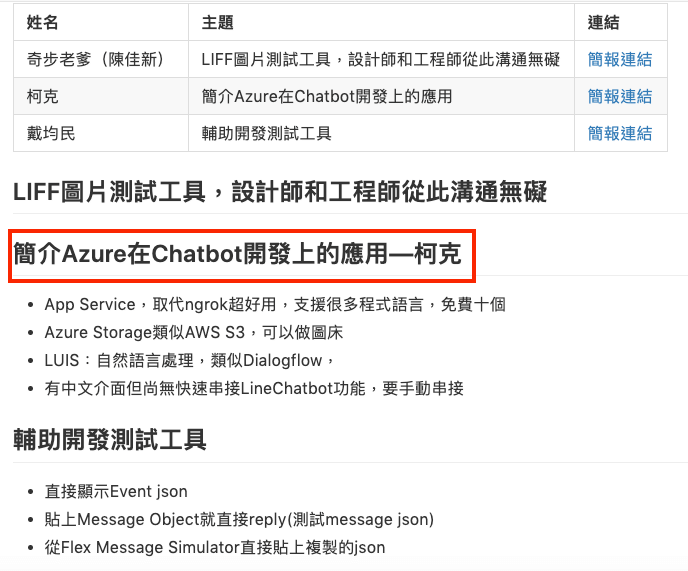 姓名 主題 連結
奇步老爹（陳佳新） LIFF圖片測試工具，設計師和工程師從此溝通無礙 簡報連結
柯克 簡介Azure在Chatbot開發上的應用 簡報連結
戴均民 輔助開發測試工具 簡報連結
LIFF圖片測試工具，設計師和工程師從此溝通無礙
簡介Azure在Chatbot開發上的應用—柯克
• App Service，取代ngrok超好用，支援很多程式語言，免費十個
• Azure Storage類似AWS S3，可以做圖床
• LUIS：自然語言處理，類似Dialogflow，
• 有中文介面但尚無快速串接LineChatbot功能，要手動串接
輔助開發測試工具
• 直接顯示Event json
• 貼上Message Object就直接reply(測試message json)
• 從Flex Message Simulator直接貼上複製的json